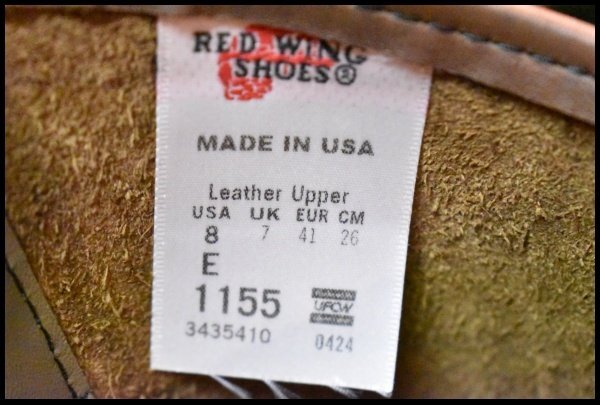 RED WING
SHOES®
MADE IN USA
Leather Upper
USA UK EUR CM
8 7 41 26
E
1155 UFCW
3435410 0424